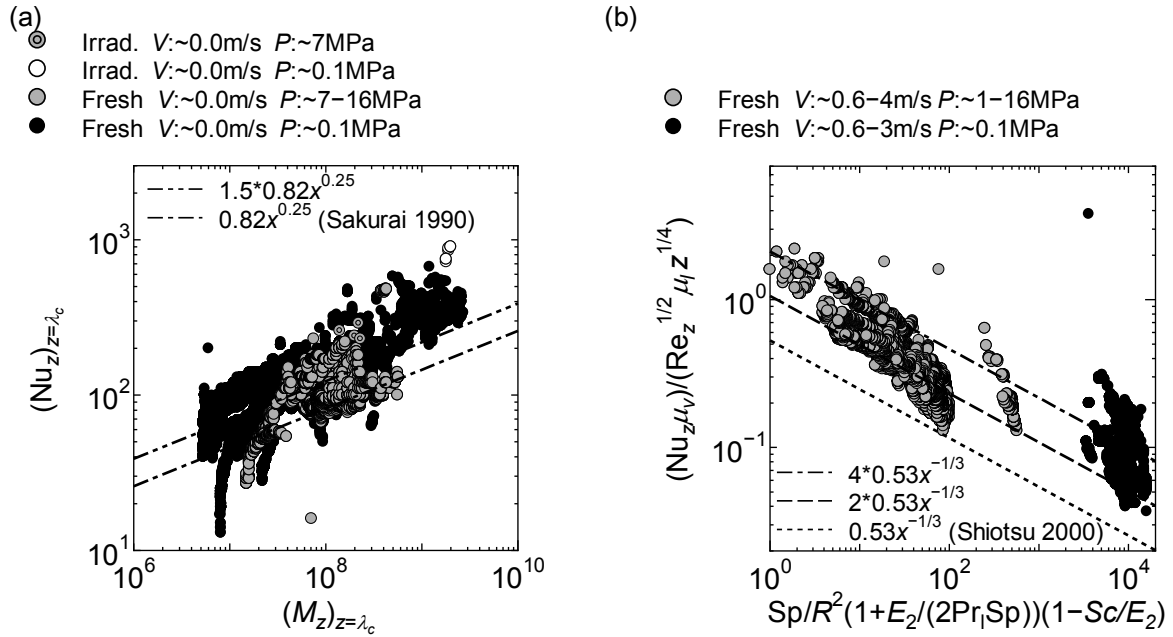 (a)
Irrad. V:~0.0m/s P:~7MPa
Irrad. V:~0.0m/s P:~0.1MPa
Fresh V:~0.0m/s P:~7−16MPa
Fresh V:~0.0m/s P:~0.1MPa
1.5*0.82x^0.25
0.82x^0.25 (Sakurai 1990)
(Nu_z)_z=λ_c
10^3
10^2
10^1
10^6 10^8 10^10
(M_z)_z=λ_c
(b)
Fresh V:~0.6−4m/s P:~1−16MPa
Fresh V:~0.6−3m/s P:~0.1MPa
(Nu_z μ_v)/(Re_z^1/2 μ_l z^1/4)
10^0
10^−1
4*0.53x^−1/3
2*0.53x^−1/3
0.53x^−1/3 (Shiotsu 2000)
10^0 10^2 10^4
Sp/R^2(1+E_2/(2Pr_lSp))(1−Sc/E_2)